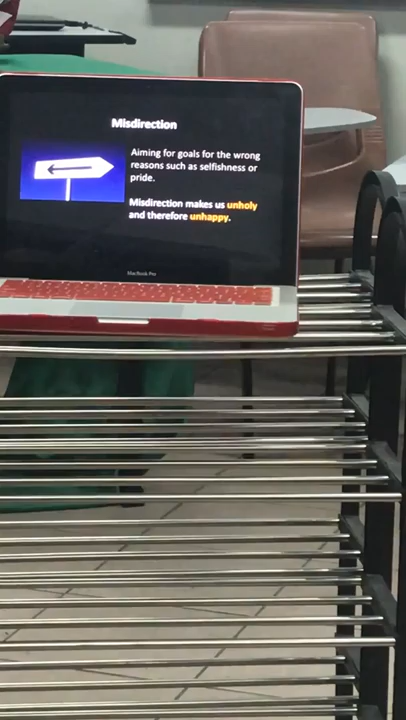 Misdirection
Aiming for goals for the wrong
reasons such as selfishness or
pride.
Misdirection makes us unholy
and therefore unhappy.
MacBook Pro